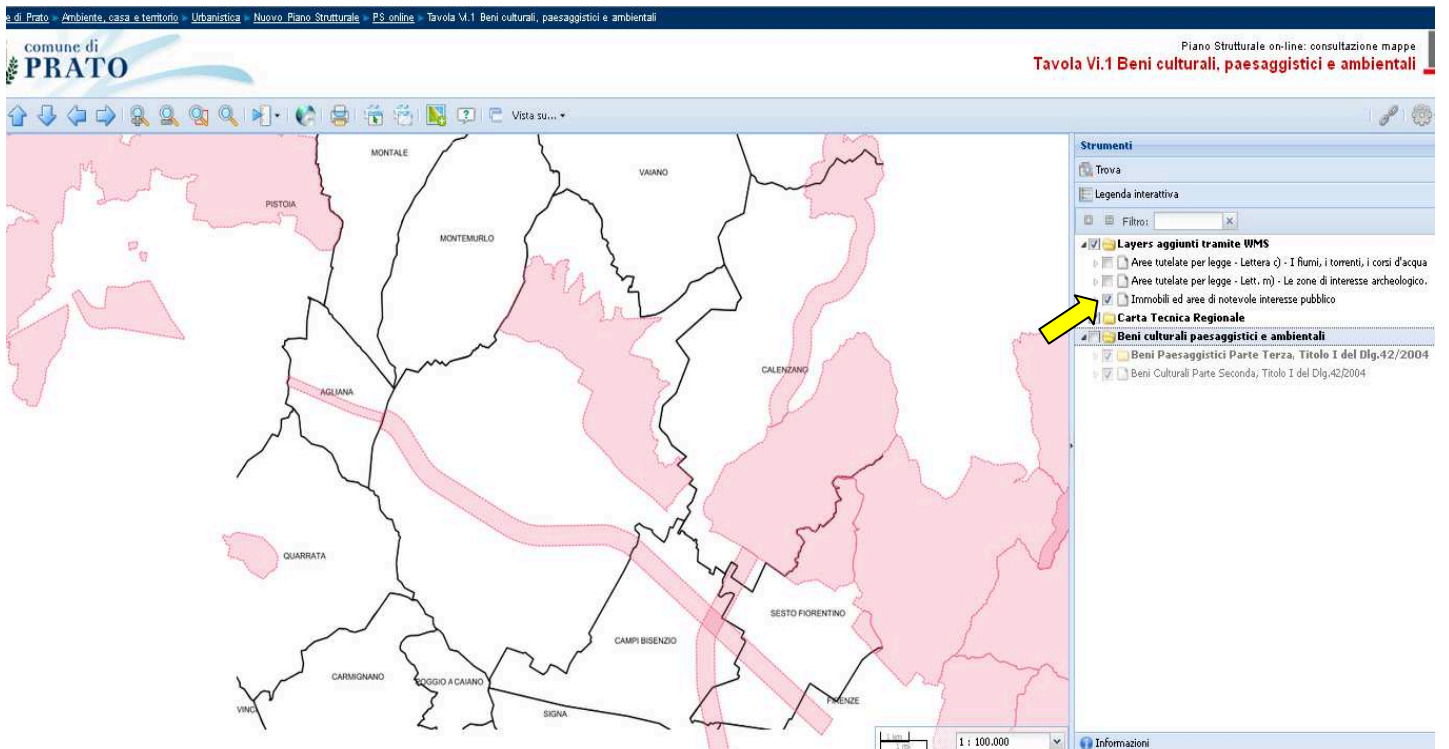 e di Prato ▸ Ambiente, casa e territorio ▸ Urbanistica ▸ Nuovo Piano Strutturale ▸ PS online ▸ Tavola Vi.1 Beni culturali, paesaggistici e ambientali
comune di
PRATO
Piano Strutturale on-line: consultazione mappe
Tavola Vi.1 Beni culturali, paesaggistici e ambientali
Vista su...
Strumenti
Trova
Legenda interattiva
Filtro:
Layers aggiunti tramite WMS
Aree tutelate per legge - Lettera c) - I fiumi, i torrenti, i corsi d'acqua
Aree tutelate per legge - Lett. m) - Le zone di interesse archeologico.
Immobili ed aree di notevole interesse pubblico
Carta Tecnica Regionale
Beni culturali paesaggistici e ambientali
Beni Paesaggistici Parte Terza, Titolo I del Dlg.42/2004
Beni Culturali Parte Seconda, Titolo I del Dlg.42/2004
MONTALE
VAIANO
PISTOIA
MONTEMURLO
CALENZANO
AGLIANA
QUARRATA
SESTO FIORENTINO
CAMPI BISENZIO
CARMIGNANO
POGGIO A CAIANO
VINCI
SIGNA
FIRENZE
1 km
1 mi
1 : 100.000
Informazioni